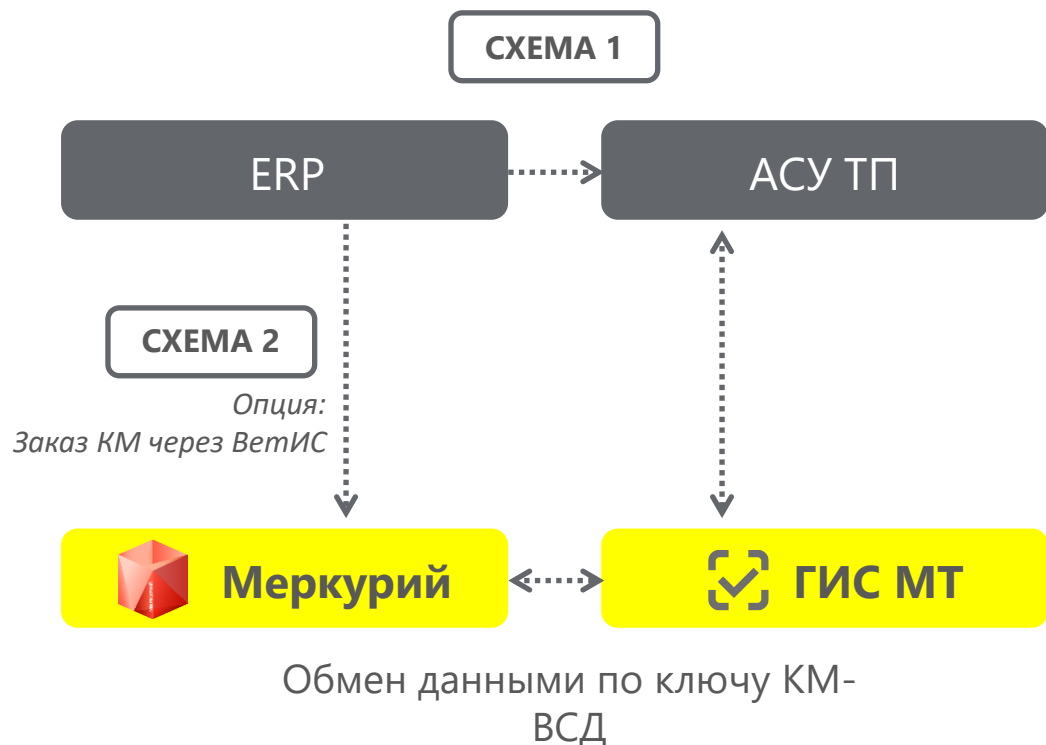 СХЕМА 1
ERP
АСУ ТП
СХЕМА 2
Опция:
Заказ КМ через ВетИС
Меркурий
ГИС МТ
Обмен данными по ключу КМ-
ВСД